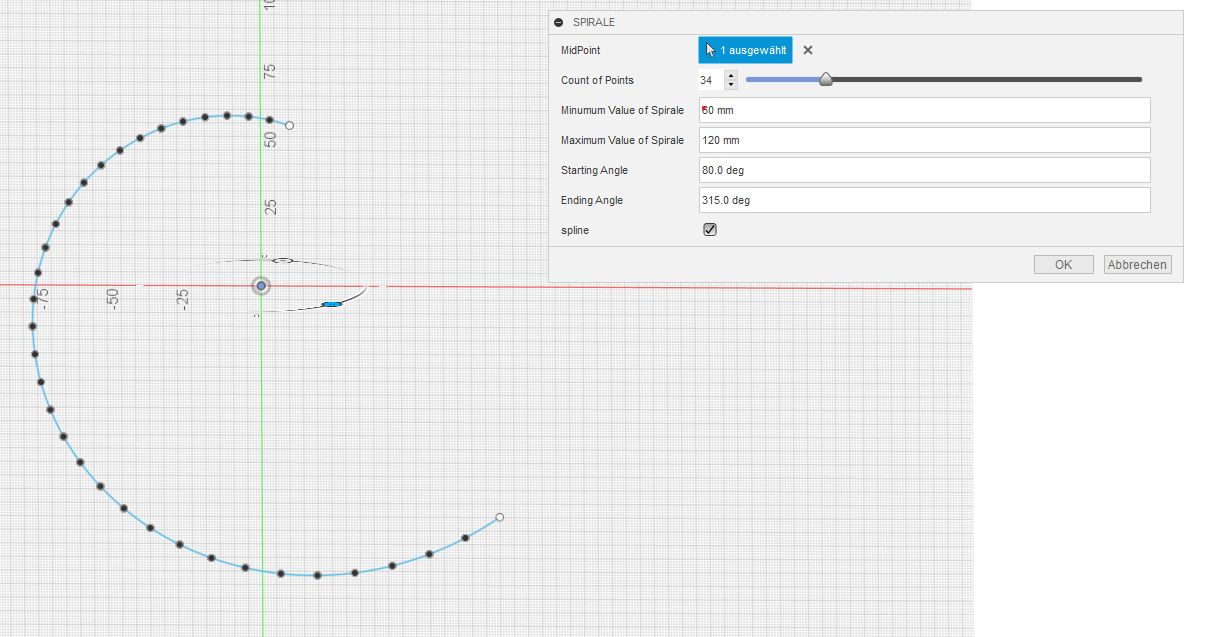 SPIRALE
MidPoint
1 ausgewählt
Count of Points
34
Minumum Value of Spirale
60 mm
Maximum Value of Spirale
120 mm
Starting Angle
80.0 deg
Ending Angle
315.0 deg
spline
OK
Abbrechen
75
50
25
-75
-50
-25